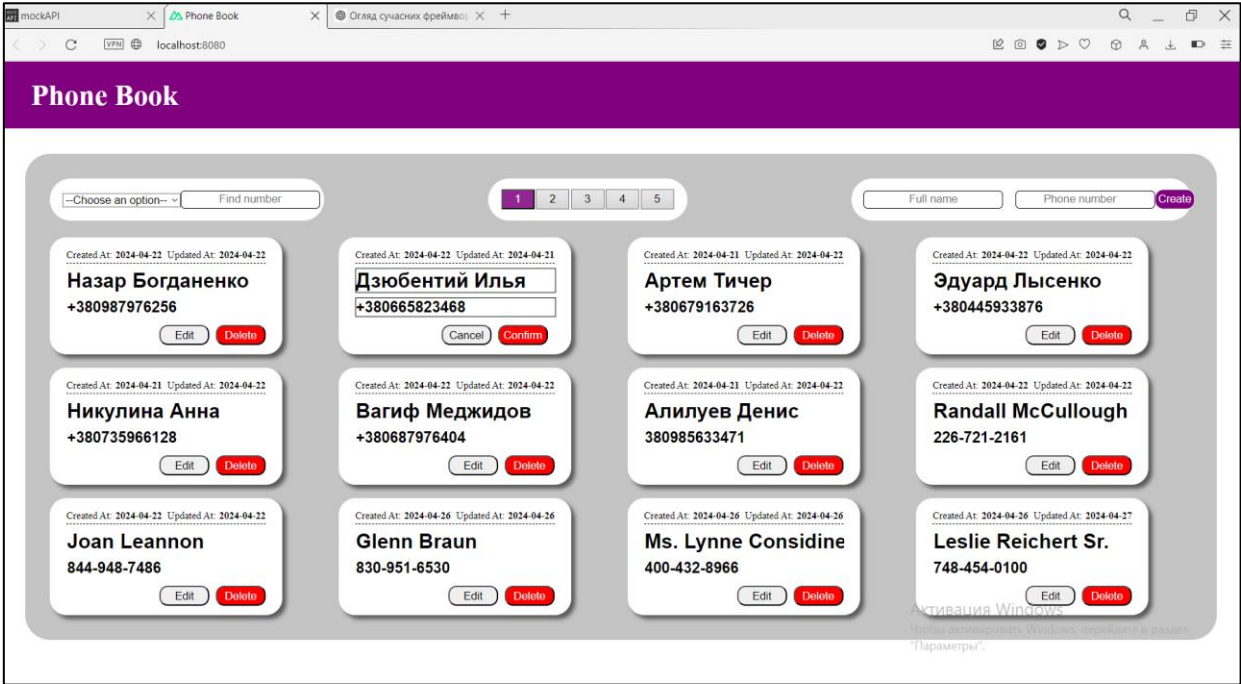 mockAPI
Phone Book
Огляд сучасних фреймвор
VPN
localhost:8080
Phone Book
--Choose an option--
Find number
1 2 3 4 5
Full name
Phone number
Create
Created At: 2024-04-22 Updated At: 2024-04-22
Назар Богданенко
+380987976256
Edit Delete
Created At: 2024-04-22 Updated At: 2024-04-21
Дзюбентий Илья
+380665823468
Cancel Confirm
Created At: 2024-04-21 Updated At: 2024-04-22
Артем Тичер
+380679163726
Edit Delete
Created At: 2024-04-22 Updated At: 2024-04-22
Эдуард Лысенко
+380445933876
Edit Delete
Created At: 2024-04-21 Updated At: 2024-04-22
Никулина Анна
+380735966128
Edit Delete
Created At: 2024-04-22 Updated At: 2024-04-22
Вагиф Меджидов
+380687976404
Edit Delete
Created At: 2024-04-21 Updated At: 2024-04-22
Алилуев Денис
380985633471
Edit Delete
Created At: 2024-04-22 Updated At: 2024-04-22
Randall McCullough
226-721-2161
Edit Delete
Created At: 2024-04-22 Updated At: 2024-04-22
Joan Leannon
844-948-7486
Edit Delete
Created At: 2024-04-26 Updated At: 2024-04-26
Glenn Braun
830-951-6530
Edit Delete
Created At: 2024-04-26 Updated At: 2024-04-26
Ms. Lynne Considine
400-432-8966
Edit Delete
Created At: 2024-04-26 Updated At: 2024-04-27
Leslie Reichert Sr.
748-454-0100
Edit Delete
Активация Windows
Чтобы активировать Windows, перейдите в раздел
"Параметры".